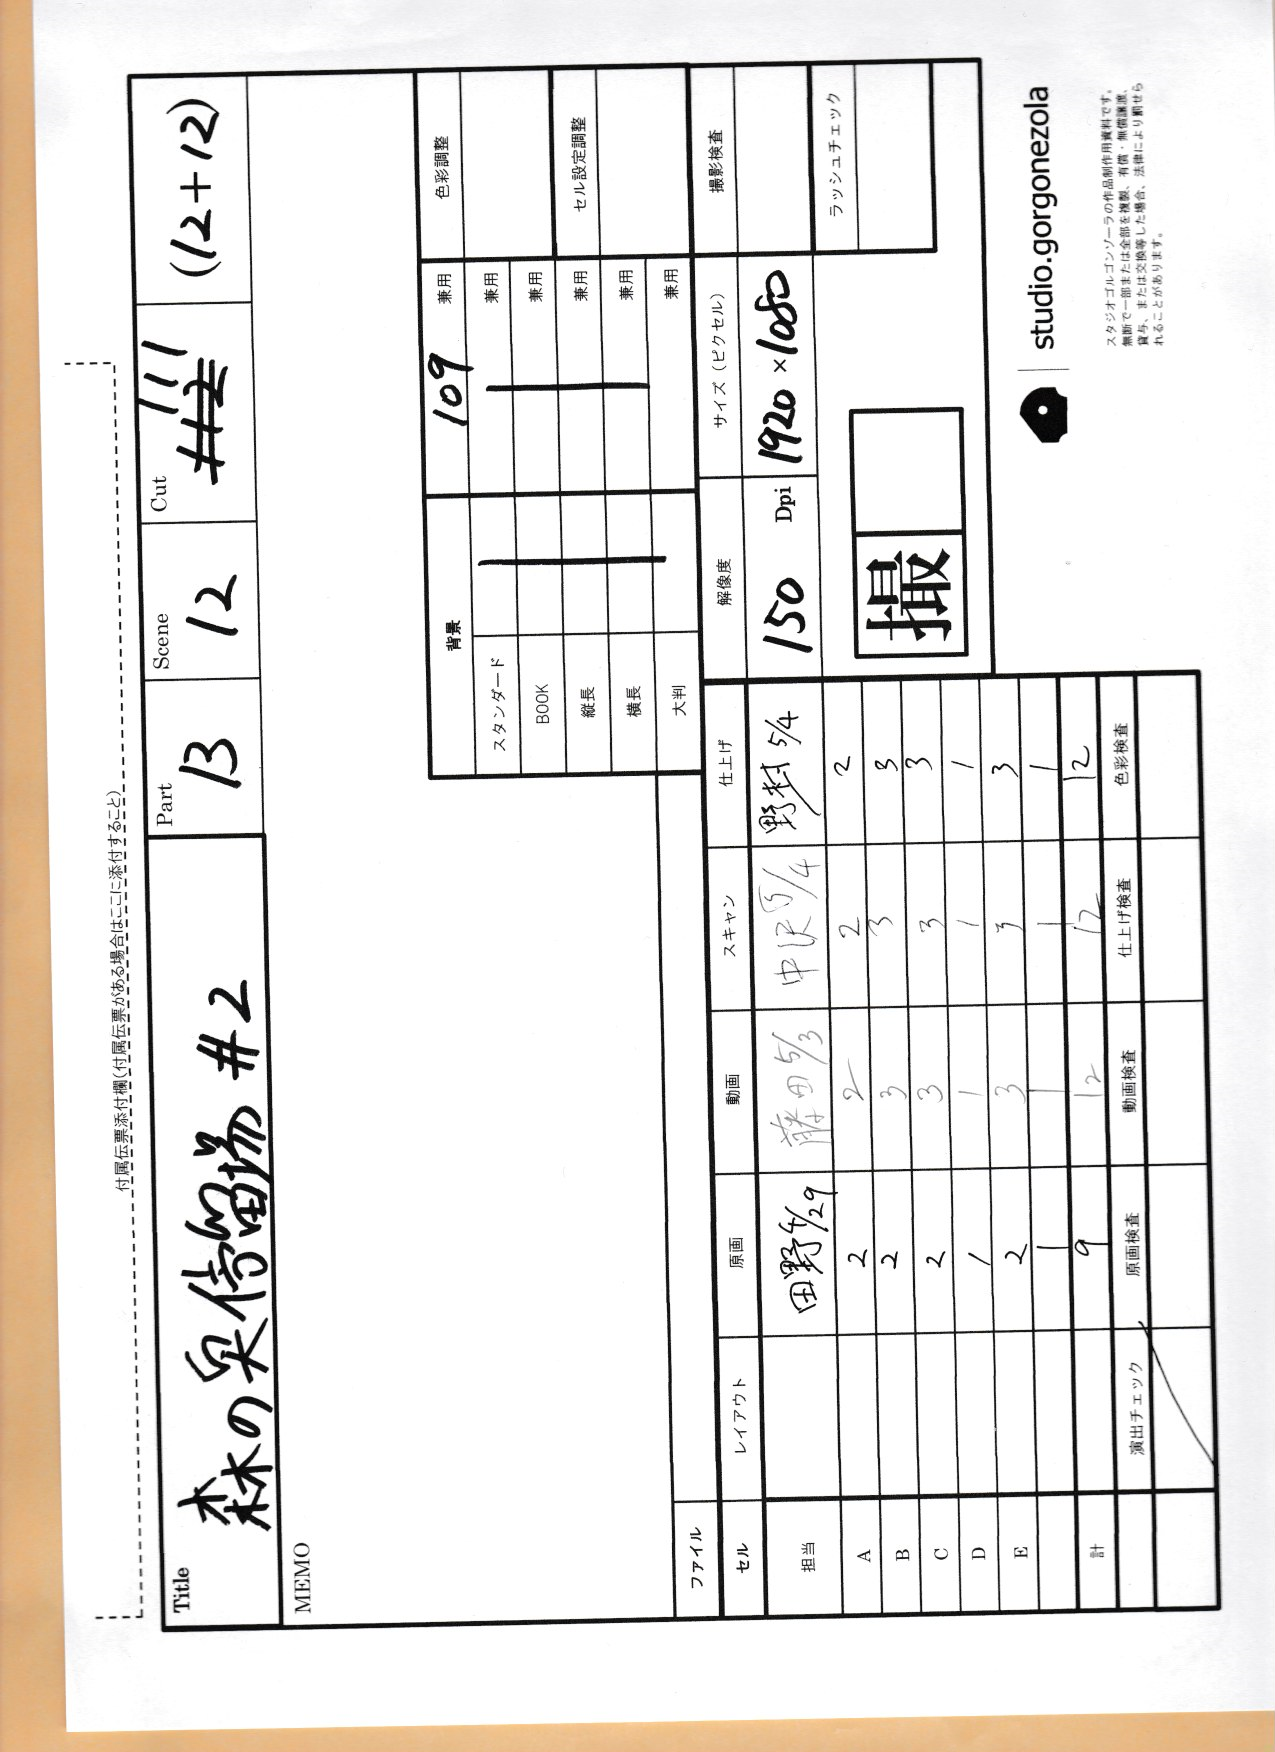 付属伝票添付欄(付属伝票がある場合はここに添付すること)
Title 森の泉停留場 #2
Part 13
Scene 12
Cut 111
(12+12)
MEMO
背景 109 兼用
スタンダード 兼用
BOOK 兼用
縦長 兼用
横長 兼用
大判 兼用
色彩調整
セル設定調整
撮影検査
ラッシュチェック
解像度 サイズ(ピクセル)
150 Dpi 1920×1080
撮
ファイル
セル レイアウト 原画 動画 スキャン 仕上げ
担当 田野 4/29 藤田 5/3 中沢 5/4 野村 5/4
A 2 2 2 2
B 2 3 3 3
C 2 3 3 3
D 1 1 1 1
E 2 3 3 3
| | | |
計 9 12 12 12
演出チェック 原画検査 動画検査 仕上げ検査 色彩検査
studio.gorgonezola
スタジオゴルゴンゾーラの作品制作用資料です。
無断で一部または全部を複製、有償・無償譲渡、
貸与、または交換等した場合、法律により罰せら
れることがあります。